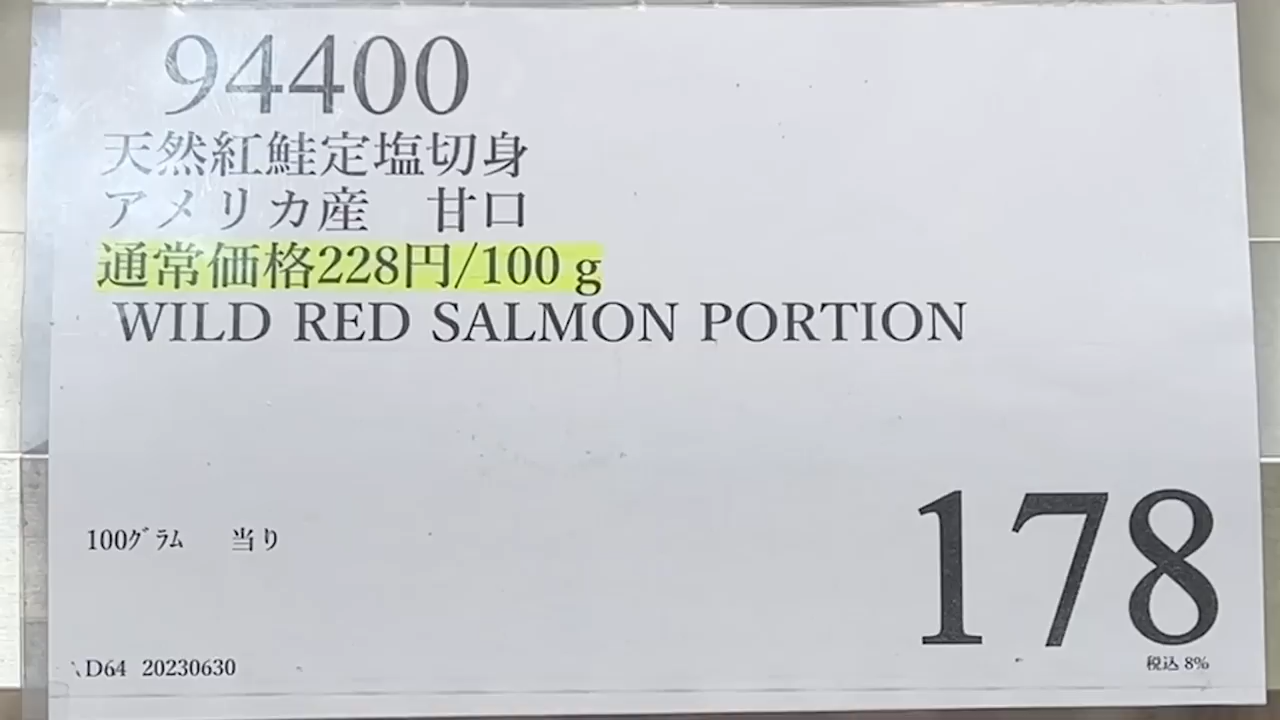 94400
天然紅鮭定塩切身
アメリカ産　甘口
通常価格228円/100 g
WILD RED SALMON PORTION
100ｸﾞﾗﾑ　当り
178
税込 8%
D64 20230630